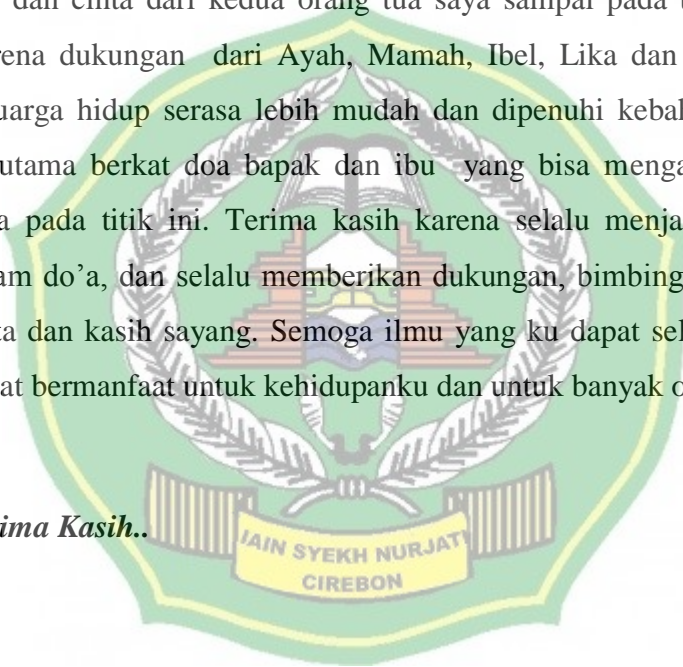 dan cinta dari kedua orang tua saya sampai pada
rena dukungan dari Ayah, Mamah, Ibel, Lika dan
uarga hidup serasa lebih mudah dan dipenuhi kebah
utama berkat doa bapak dan ibu yang bisa menga
a pada titik ini. Terima kasih karena selalu menja
am do’a, dan selalu memberikan dukungan, bimbing
ta dan kasih sayang. Semoga ilmu yang ku dapat sel
at bermanfaat untuk kehidupanku dan untuk banyak o
ima Kasih..
IAIN SYEKH NURJATI
CIREBON